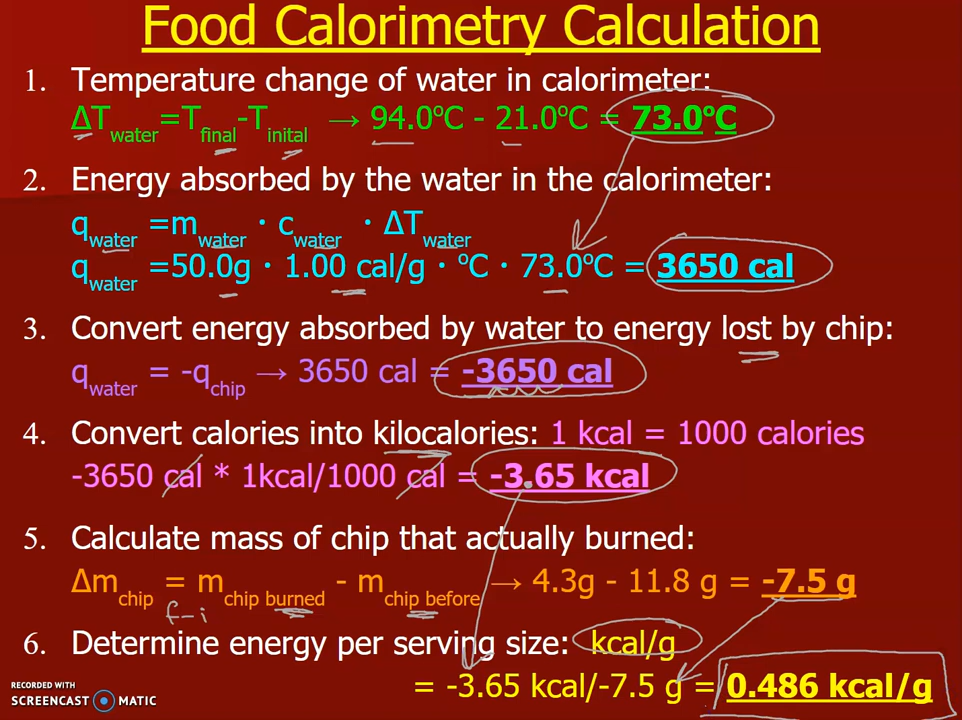 Food Calorimetry Calculation
1. Temperature change of water in calorimeter:
ΔTwater=Tfinal-Tinital → 94.0ºC - 21.0ºC = 73.0ºC
2. Energy absorbed by the water in the calorimeter:
qwater =mwater · cwater · ΔTwater
qwater =50.0g · 1.00 cal/g · ºC · 73.0ºC = 3650 cal
3. Convert energy absorbed by water to energy lost by chip:
qwater = -qchip → 3650 cal = -3650 cal
4. Convert calories into kilocalories: 1 kcal = 1000 calories
-3650 cal * 1kcal/1000 cal = -3.65 kcal
5. Calculate mass of chip that actually burned:
Δmchip = mchip burned - mchip before → 4.3g - 11.8 g = -7.5 g
f-i
6. Determine energy per serving size: kcal/g
= -3.65 kcal/-7.5 g = 0.486 kcal/g
RECORDED WITH
SCREENCAST MATIC